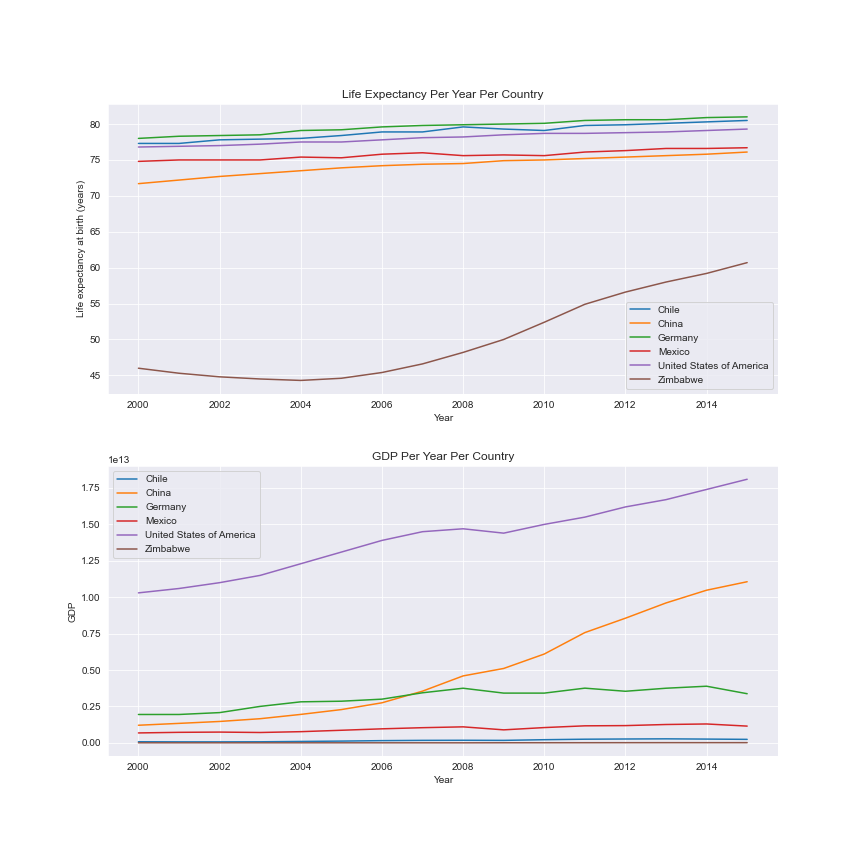 Life Expectancy Per Year Per Country
Life expectancy at birth (years)
80
75
70
65
60
55
50
45
Chile
China
Germany
Mexico
United States of America
Zimbabwe
2000 2002 2004 2006 2008 2010 2012 2014
Year
GDP Per Year Per Country
1e13
GDP
1.75
1.50
1.25
1.00
0.75
0.50
0.25
0.00
Chile
China
Germany
Mexico
United States of America
Zimbabwe
2000 2002 2004 2006 2008 2010 2012 2014
Year